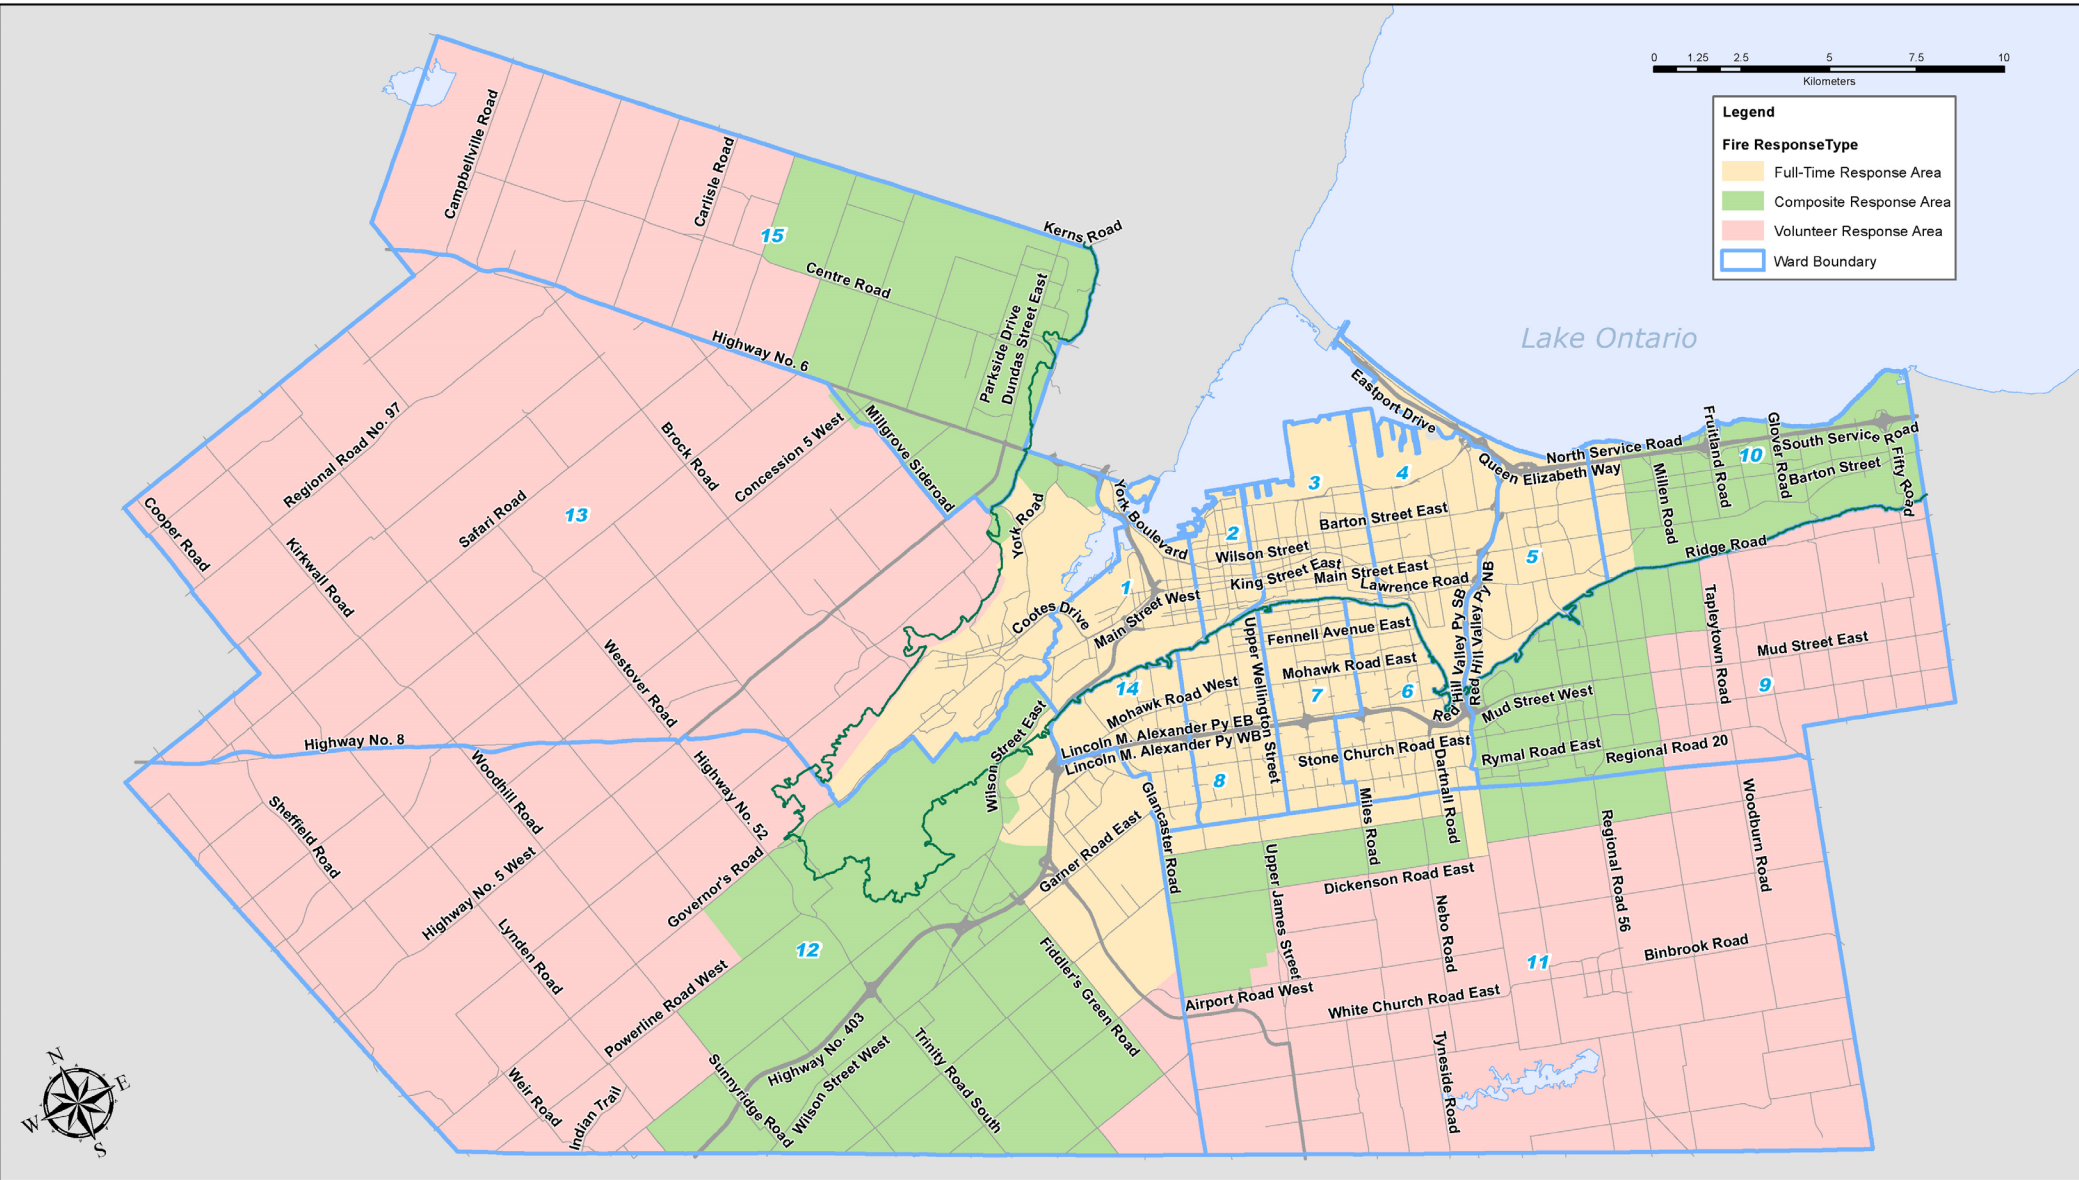 0 1.25 2.5 5 7.5 10
Kilometers
Legend
Fire ResponseType
Full-Time Response Area
Composite Response Area
Volunteer Response Area
Ward Boundary
Lake Ontario
Campbellville Road
Carlisle Road
15
Kerns Road
Centre Road
Parkside Drive
Dundas Street East
Highway No. 6
Millgrove Sideroad
Concession 5 West
Brock Road
Regional Road No. 97
Safari Road
13
Cooper Road
Kirkwall Road
Westover Road
York Road
York Boulevard
Eastport Drive
Queen Elizabeth Way
North Service Road
South Service Road
Fruitland Road
Glover Road
10
Barton Street
Fifty Road
Millen Road
Ridge Road
3
4
2
5
1
Barton Street East
Wilson Street
King Street East
Main Street East
Lawrence Road
Main Street West
Cootes Drive
Fennell Avenue East
Mohawk Road East
Mohawk Road West
14
7
6
Red Hill Valley Py SB
Red Hill Valley Py NB
Mud Street West
Mud Street East
Tapleytown Road
9
Upper Wellington Street
Lincoln M. Alexander Py EB
Lincoln M. Alexander Py WB
Stone Church Road East
Rymal Road East
Regional Road 20
8
Dartnall Road
Miles Road
Glancaster Road
Wilson Street East
Garner Road East
Highway No. 8
Woodhill Road
Highway No. 52
Sheffield Road
Highway No. 5 West
Governor's Road
Lynden Road
12
Powerline Road West
Fiddler's Green Road
Highway No. 403
Wilson Street West
Trinity Road South
Sunnyridge Road
Weir Road
Indian Trail
Upper James Street
Dickenson Road East
Nebo Road
Regional Road 56
Woodburn Road
11
Binbrook Road
Airport Road West
White Church Road East
Tyneside Road
N
E
W
S